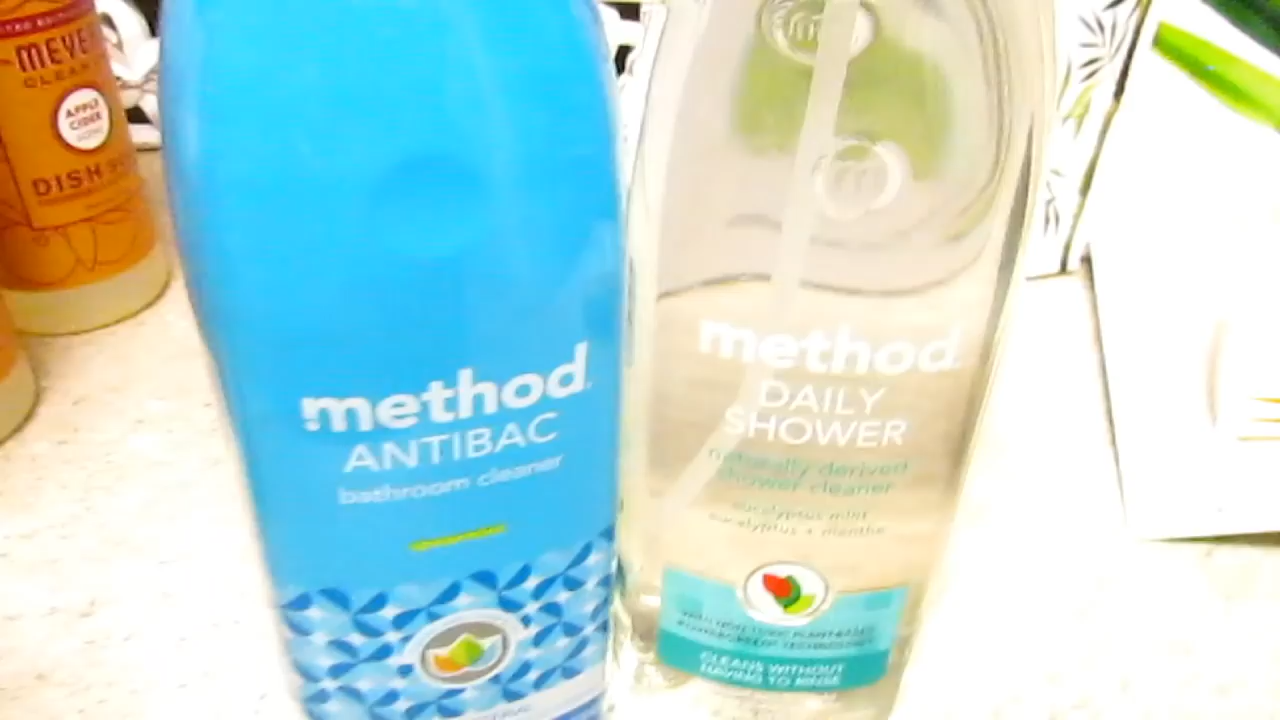 MEYE
CLEAN
APPLE
CIDER
DISH
method
ANTIBAC
bathroom cleaner
method
DAILY
SHOWER
naturally derived
shower cleaner
eucalyptus mint
eucalyptus + menthe
CLEANS WITHOUT
HAVING TO RINSE